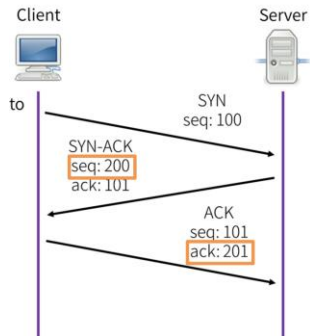 Client
Server
to
SYN
seq: 100
SYN-ACK
seq: 200
ack: 101
ACK
seq: 101
ack: 201